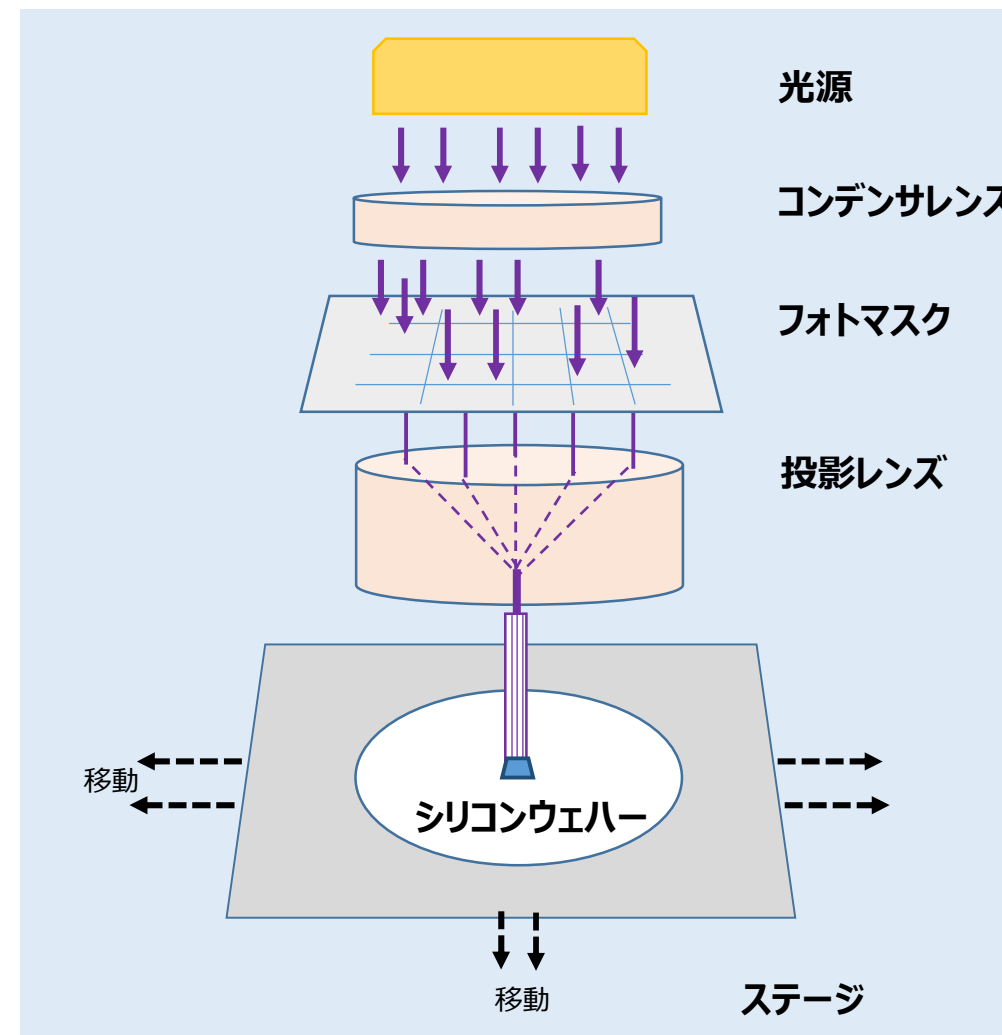 光源
コンデンサレンズ
フォトマスク
投影レンズ
移動
シリコンウェハー
移動
ステージ